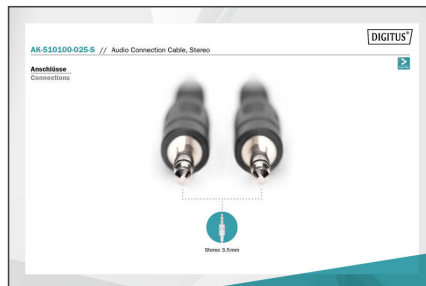 DIGITUS®
AK-510100-025-S // Audio Connection Cable, Stereo
Anschlüsse
Connections
Stereo 3.5mm